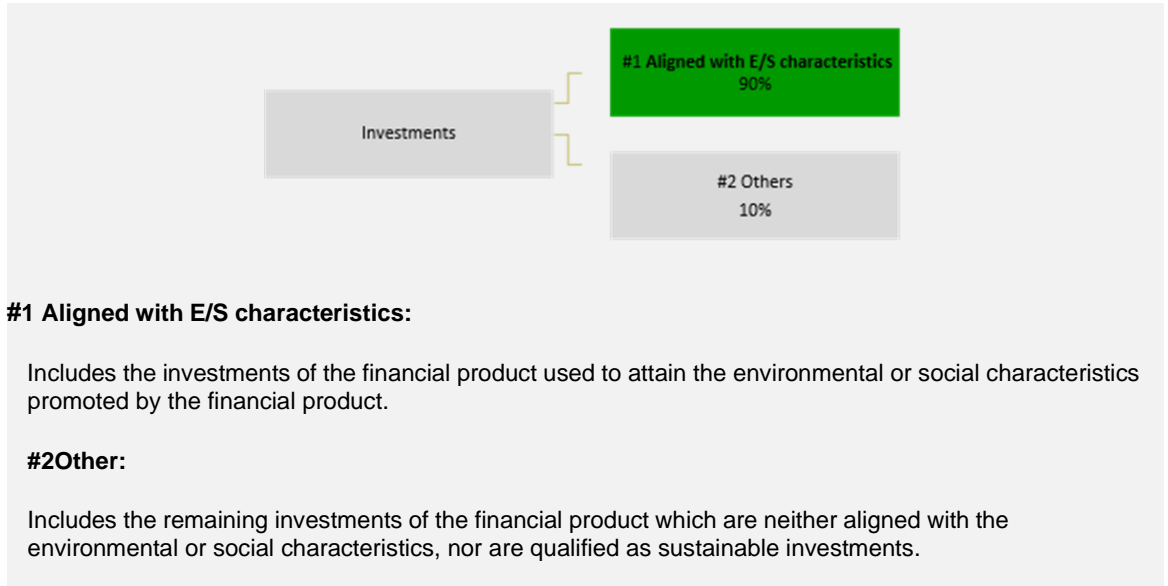 #1 Aligned with E/S characteristics
90%
Investments
#2 Others
10%
#1 Aligned with E/S characteristics:
Includes the investments of the financial product used to attain the environmental or social characteristics
promoted by the financial product.
#2Other:
Includes the remaining investments of the financial product which are neither aligned with the
environmental or social characteristics, nor are qualified as sustainable investments.